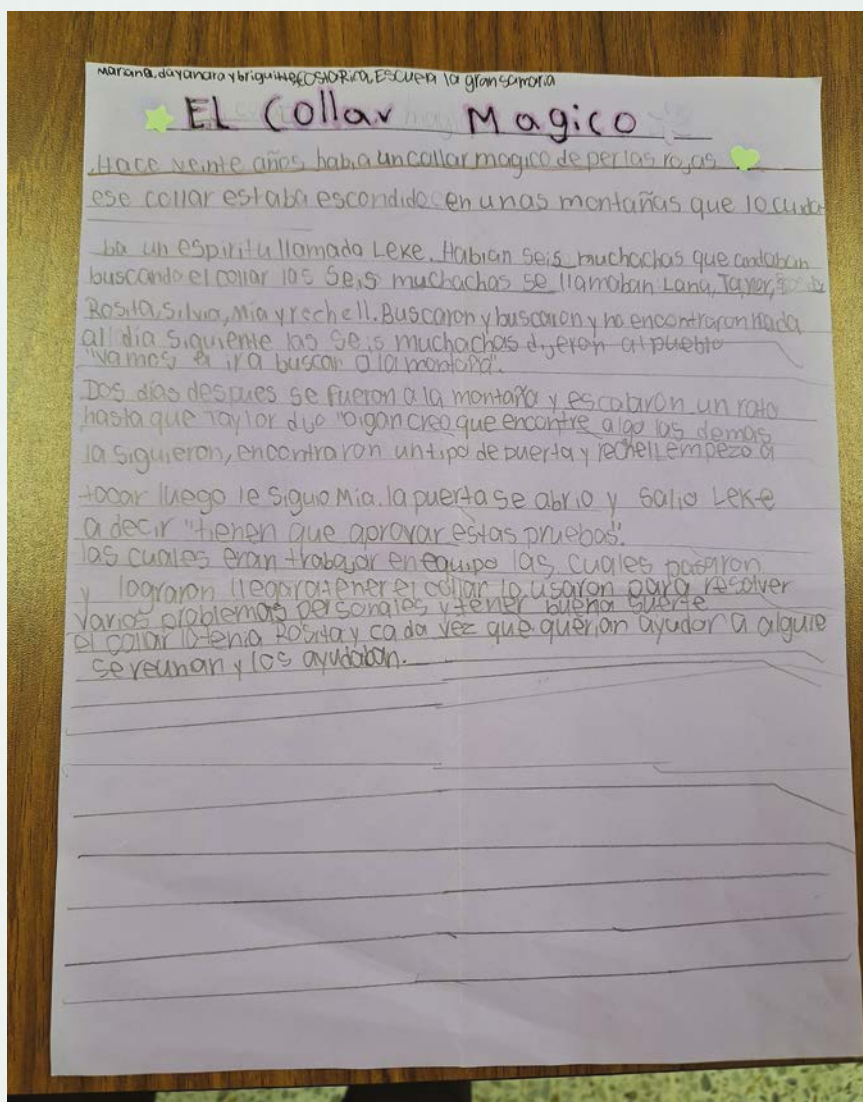 Mariana, dayanara y briguitte COSTA Rica, Escuela la gran samaria
EL Collar Magico
Hace veinte años habia un collar magico de perlas rojas
ese collar estaba escondido en unas montañas que lo cuida
ba un espiritu llamada Leke. Habian seis muchachas que andaban
buscando el collar las seis muchachas se llamaban Lana, Taylor,
Rosita, Silvia, Mia y rechell. Buscaron y buscaron y no encontraron nada
al dia siguiente las seis muchachas dijeron al pueblo
"vamos a ir a buscar a la montaña".
Dos dias despues se fueron a la montaña y escalaron un rato
hasta que Taylor dijo "oigan creo que encontre algo las demas
la siguieron, encontraron un tipo de puerta y rechell empezo a
tocar luego le siguio Mia. la puerta se abrio y salio Leke
a decir "tienen que aprovar estas pruebas".
las cuales eran trabajar en equipo las cuales pasaron
y lograron llegar a tener el collar lo usaron para resolver
varios problemas personales y tener buena suerte
el collar lo tenia Rosita y cada vez que querian ayudar a alguie
se reunan y los ayudaban.